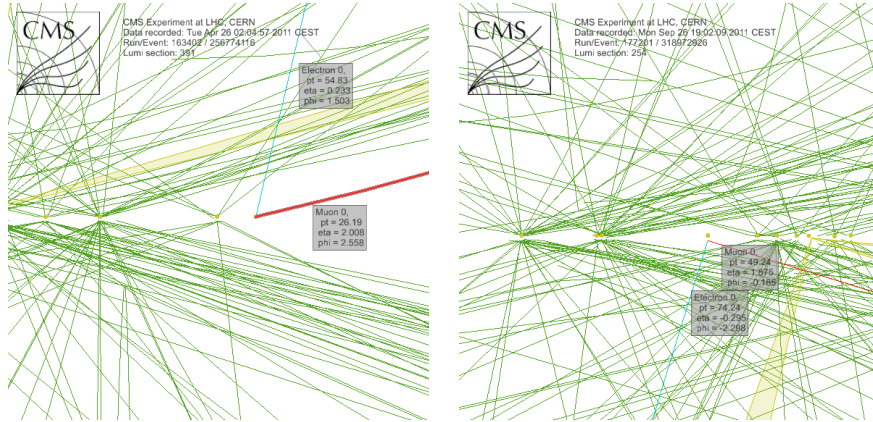 CMS
CMS Experiment at LHC, CERN
Data recorded: Tue Apr 26 02:04:57 2011 CEST
Run/Event: 163402 / 256774116
Lumi section: 391
Electron 0,
pt = 54.83
eta = 0.233
phi = 1.503
Muon 0,
pt = 26.19
eta = 2.008
phi = 2.558
CMS
CMS Experiment at LHC, CERN
Data recorded: Mon Sep 26 19:02:09 2011 CEST
Run/Event: 177201 / 318972926
Lumi section: 254
Muon 0,
pt = 49.24
eta = 1.575
phi = -0.185
Electron 0,
pt = 74.24
eta = -0.295
phi = -2.298